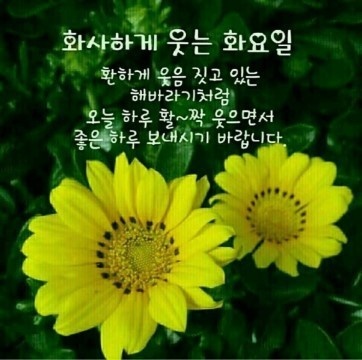 화사하게 웃는 화요일
환하게 웃음 짓고 있는
해바라기처럼
오늘 하루 활~짝 웃으면서
좋은 하루 보내시기 바랍니다.